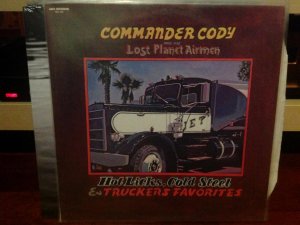 COMMANDER CODY
Lost Planet Airmen
Hot Licks, Cold Steel
& TRUCKERS FAVORITES